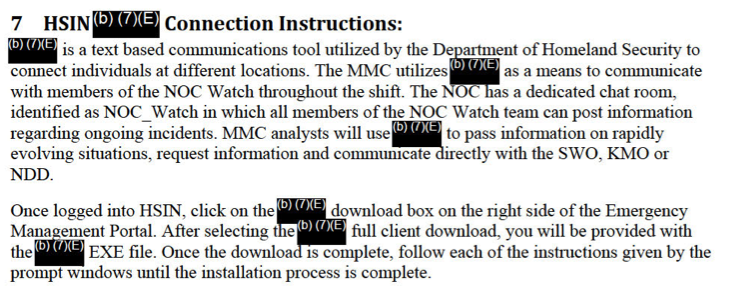 7 HSIN (b) (7)(E) Connection Instructions:
(b) (7)(E) is a text based communications tool utilized by the Department of Homeland Security to
connect individuals at different locations. The MMC utilizes (b) (7)(E) as a means to communicate
with members of the NOC Watch throughout the shift. The NOC has a dedicated chat room,
identified as NOC_Watch in which all members of the NOC Watch team can post information
regarding ongoing incidents. MMC analysts will use (b) (7)(E) to pass information on rapidly
evolving situations, request information and communicate directly with the SWO, KMO or
NDD.
Once logged into HSIN, click on the (b) (7)(E) download box on the right side of the Emergency
Management Portal. After selecting the (b) (7)(E) full client download, you will be provided with
the (b) (7)(E) EXE file. Once the download is complete, follow each of the instructions given by the
prompt windows until the installation process is complete.